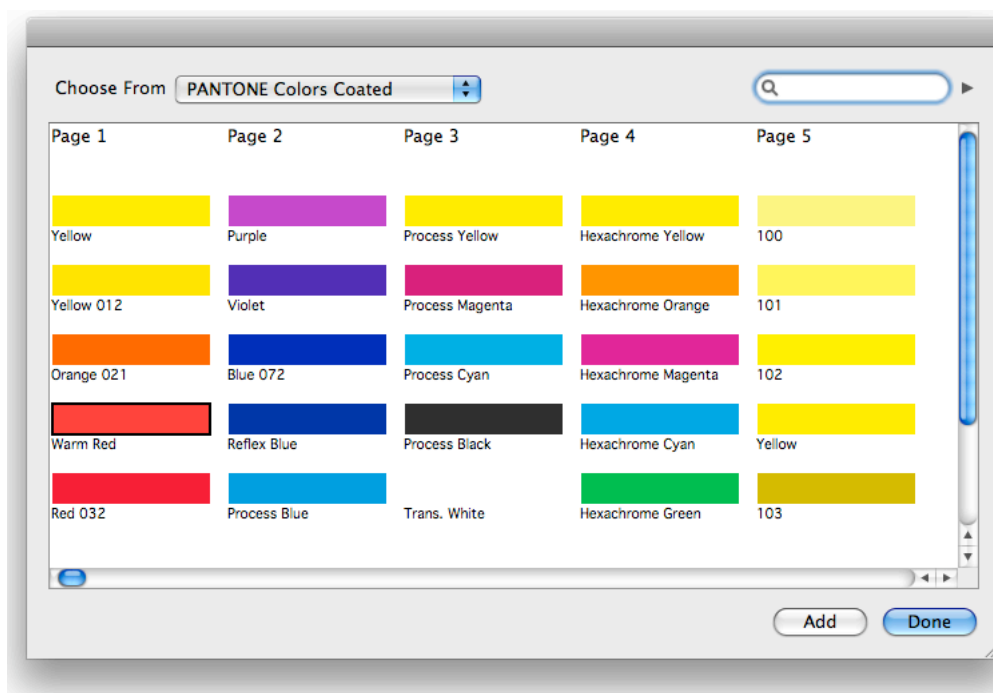 Choose From PANTONE Colors Coated
Page 1 Page 2 Page 3 Page 4 Page 5
Yellow Purple Process Yellow Hexachrome Yellow 100
Yellow 012 Violet Process Magenta Hexachrome Orange 101
Orange 021 Blue 072 Process Cyan Hexachrome Magenta 102
Warm Red Reflex Blue Process Black Hexachrome Cyan Yellow
Red 032 Process Blue Trans. White Hexachrome Green 103
Add Done